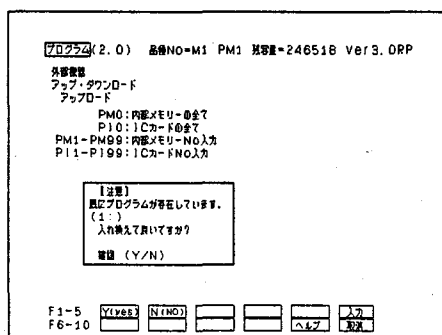 プログラム(2.0) 品種NO=M1 PM1 残容量=246518 Ver3.0RP
外部機器
アップ・ダウンロード
アップロード
PM0:内部メモリーの全て
PI0:ICカードの全て
PM1-PM99:内部メモリーNO入力
PI1-PI99:ICカードNO入力
【注意】
既にプログラムが存在しています。
(1:)
入れ換えて良いですか?
確認 (Y/N)
F1-5 Y(yes) N(NO) 入力
F6-10 ヘルプ 取消